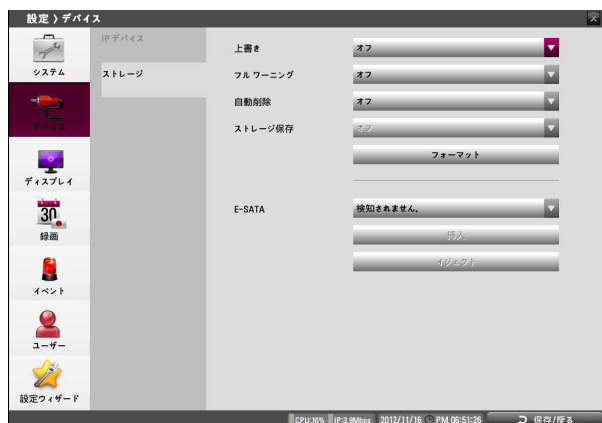 設定 〉デバイス
システム
デバイス
ディスプレイ
30
録画
イベント
ユーザー
設定ウィザード
IP デバイス
ストレージ
上書き オフ
フル ワーニング オフ
自動削除 オフ
ストレージ保存 オフ
フォーマット
E-SATA 検知されません.
挿入
イジェクト
CPU:16% IP:3.9Mbps 2012/11/16 PM 06:51:26 保存/戻る